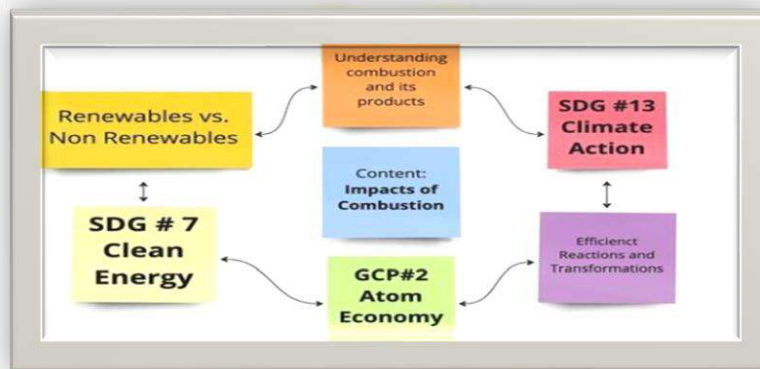 Understanding
combustion
and its
products
Renewables vs.
Non Renewables
SDG #13
Climate
Action
Content:
Impacts of
Combustion
SDG # 7
Clean
Energy
Efficienct
Reactions and
Transformations
GCP#2
Atom
Economy